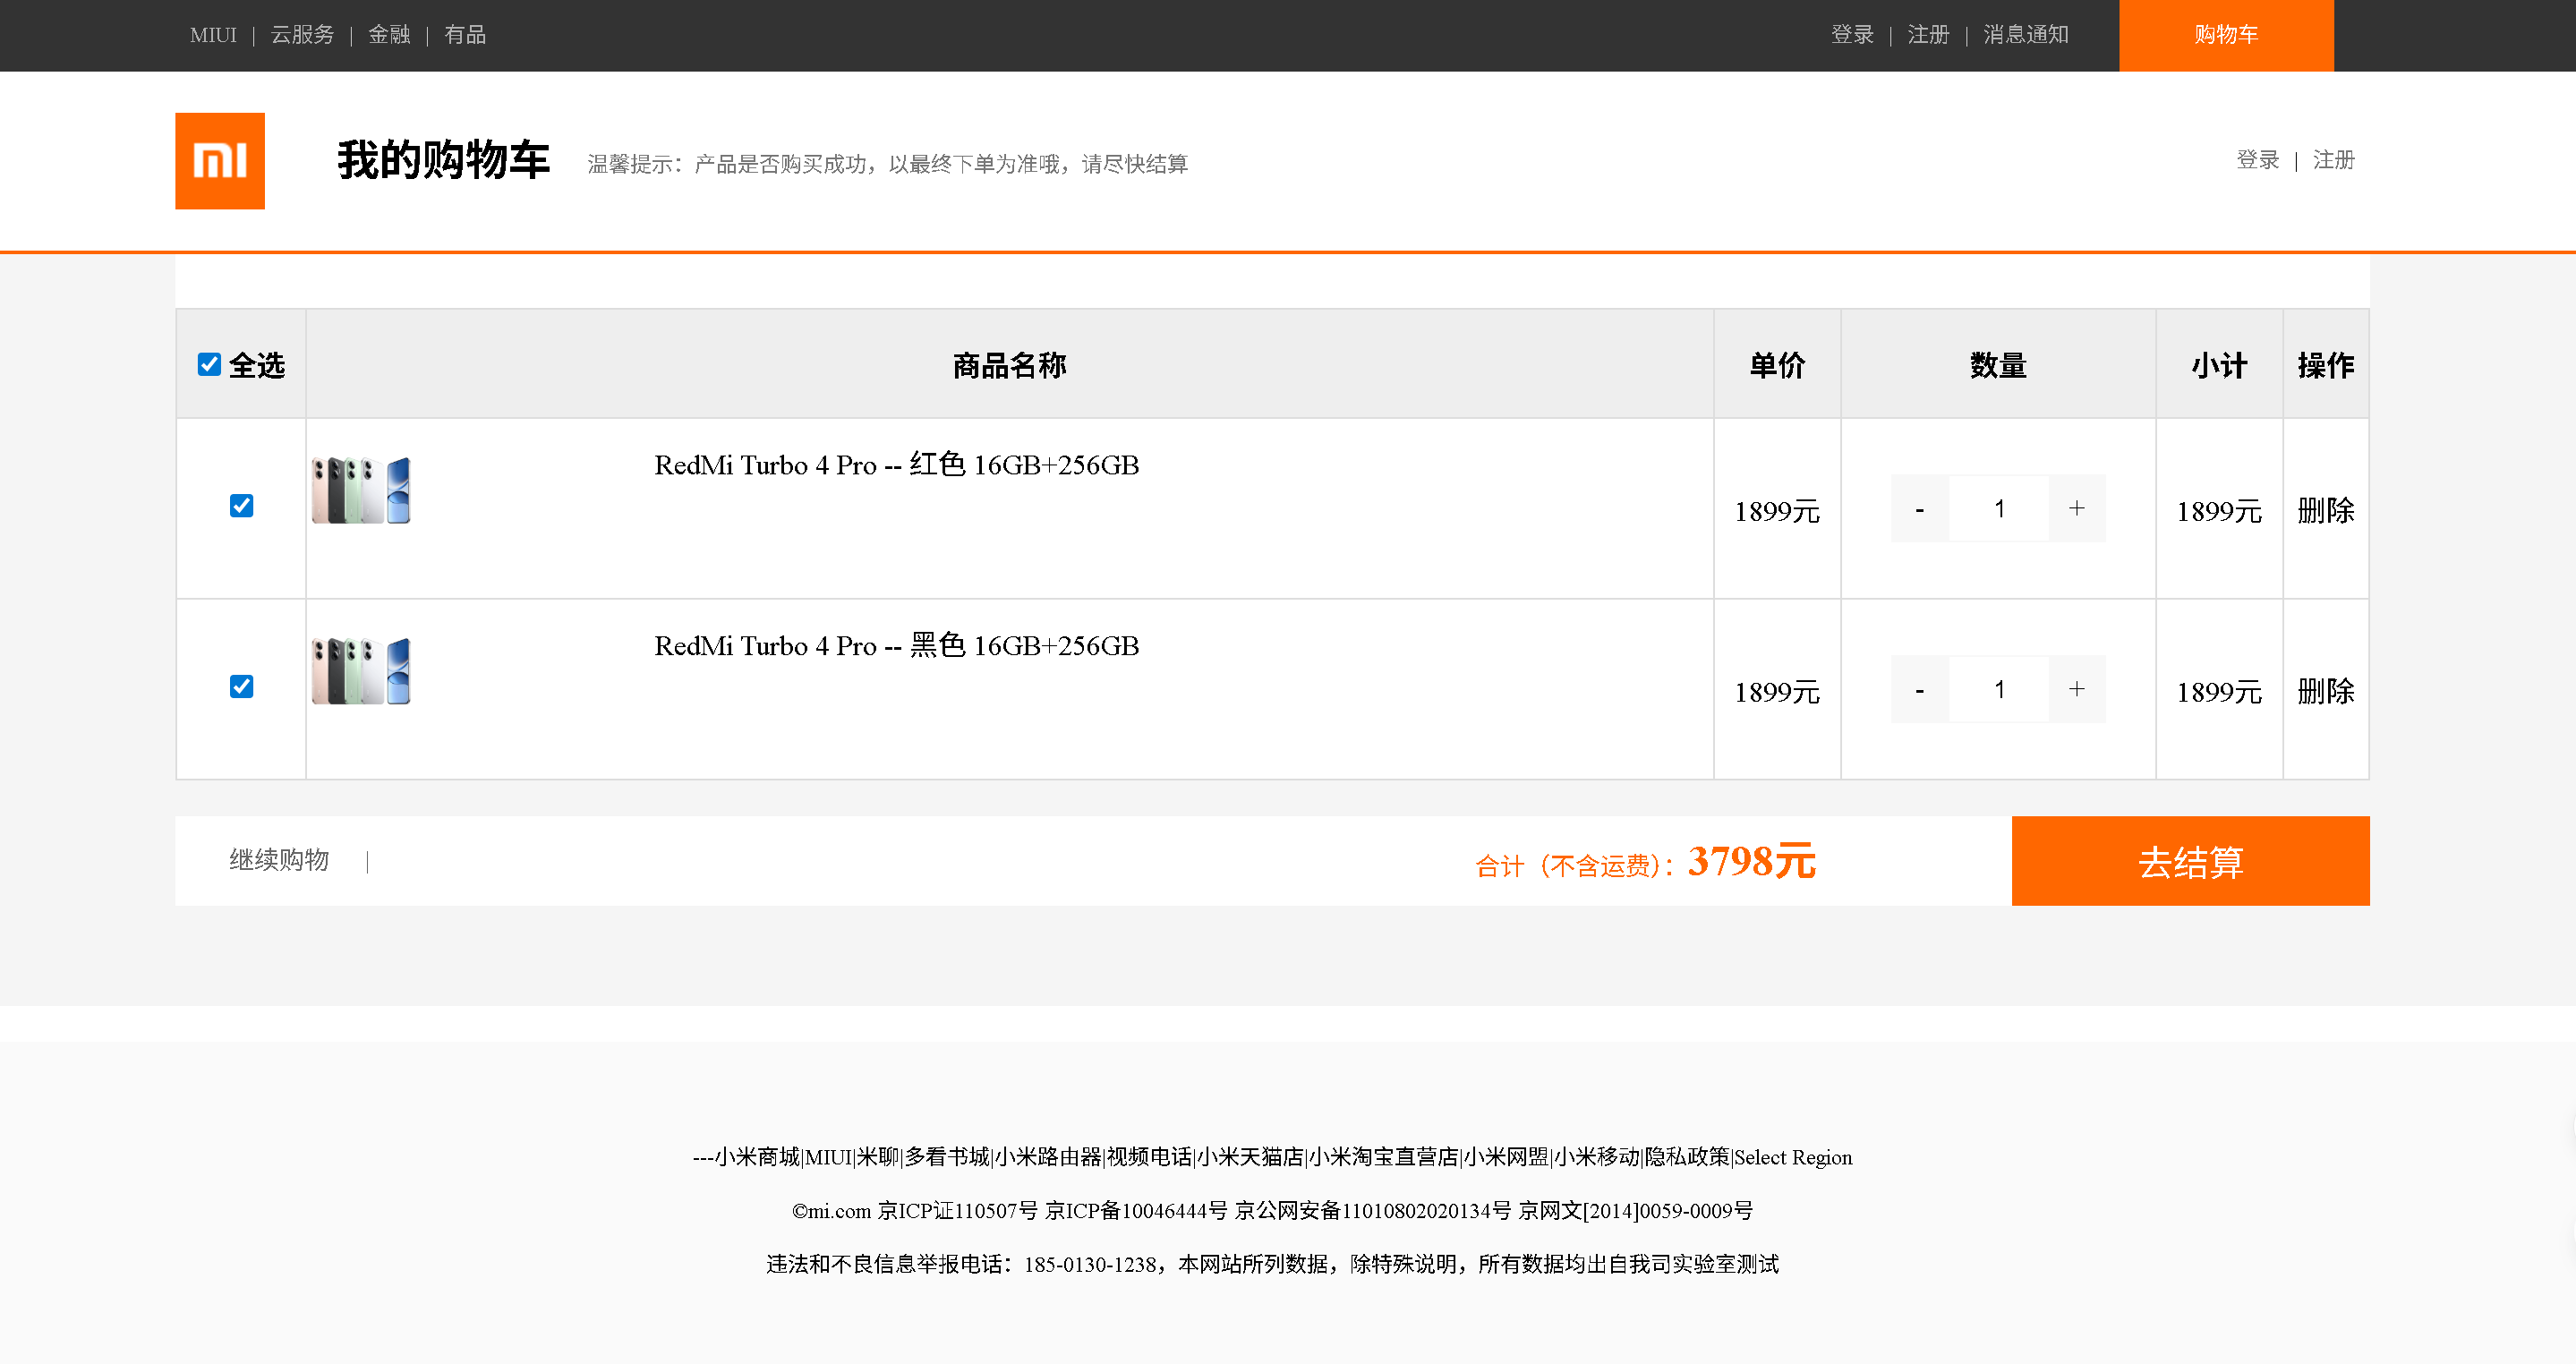 MIUI | 云服务 | 金融 | 有品
登录 | 注册 | 消息通知 购物车
mi 我的购物车 温馨提示：产品是否购买成功，以最终下单为准哦，请尽快结算 登录 | 注册
全选 商品名称 单价 数量 小计 操作
RedMi Turbo 4 Pro -- 红色 16GB+256GB 1899元 - 1 + 1899元 删除
RedMi Turbo 4 Pro -- 黑色 16GB+256GB 1899元 - 1 + 1899元 删除
继续购物 | 合计（不含运费）：3798元 去结算
---小米商城|MIUI|米聊|多看书城|小米路由器|视频电话|小米天猫店|小米淘宝直营店|小米网盟|小米移动|隐私政策|Select Region
©mi.com 京ICP证110507号 京ICP备10046444号 京公网安备11010802020134号 京网文[2014]0059-0009号
违法和不良信息举报电话：185-0130-1238，本网站所列数据，除特殊说明，所有数据均出自我司实验室测试